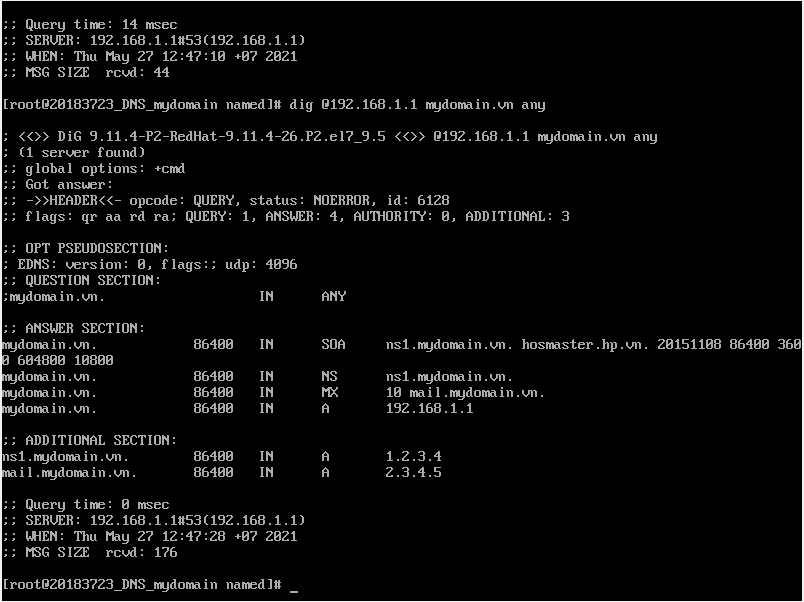 ;; Query time: 14 msec
;; SERVER: 192.168.1.1#53(192.168.1.1)
;; WHEN: Thu May 27 12:47:10 +07 2021
;; MSG SIZE  rcvd: 44
[root@20183723_DNS_mydomain named]# dig @192.168.1.1 mydomain.vn any
; <<>> DiG 9.11.4-P2-RedHat-9.11.4-26.P2.el7_9.5 <<>> @192.168.1.1 mydomain.vn any
; (1 server found)
;; global options: +cmd
;; Got answer:
;; ->>HEADER<<- opcode: QUERY, status: NOERROR, id: 6128
;; flags: qr aa rd ra; QUERY: 1, ANSWER: 4, AUTHORITY: 0, ADDITIONAL: 3
;; OPT PSEUDOSECTION:
; EDNS: version: 0, flags:; udp: 4096
;; QUESTION SECTION:
;mydomain.vn.                   IN      ANY
;; ANSWER SECTION:
mydomain.vn.            86400   IN      SOA     ns1.mydomain.vn. hosmaster.hp.vn. 20151108 86400 360
0 604800 10800
mydomain.vn.            86400   IN      NS      ns1.mydomain.vn.
mydomain.vn.            86400   IN      MX      10 mail.mydomain.vn.
mydomain.vn.            86400   IN      A       192.168.1.1
;; ADDITIONAL SECTION:
ns1.mydomain.vn.        86400   IN      A       1.2.3.4
mail.mydomain.vn.       86400   IN      A       2.3.4.5
;; Query time: 0 msec
;; SERVER: 192.168.1.1#53(192.168.1.1)
;; WHEN: Thu May 27 12:47:28 +07 2021
;; MSG SIZE  rcvd: 176
[root@20183723_DNS_mydomain named]# _